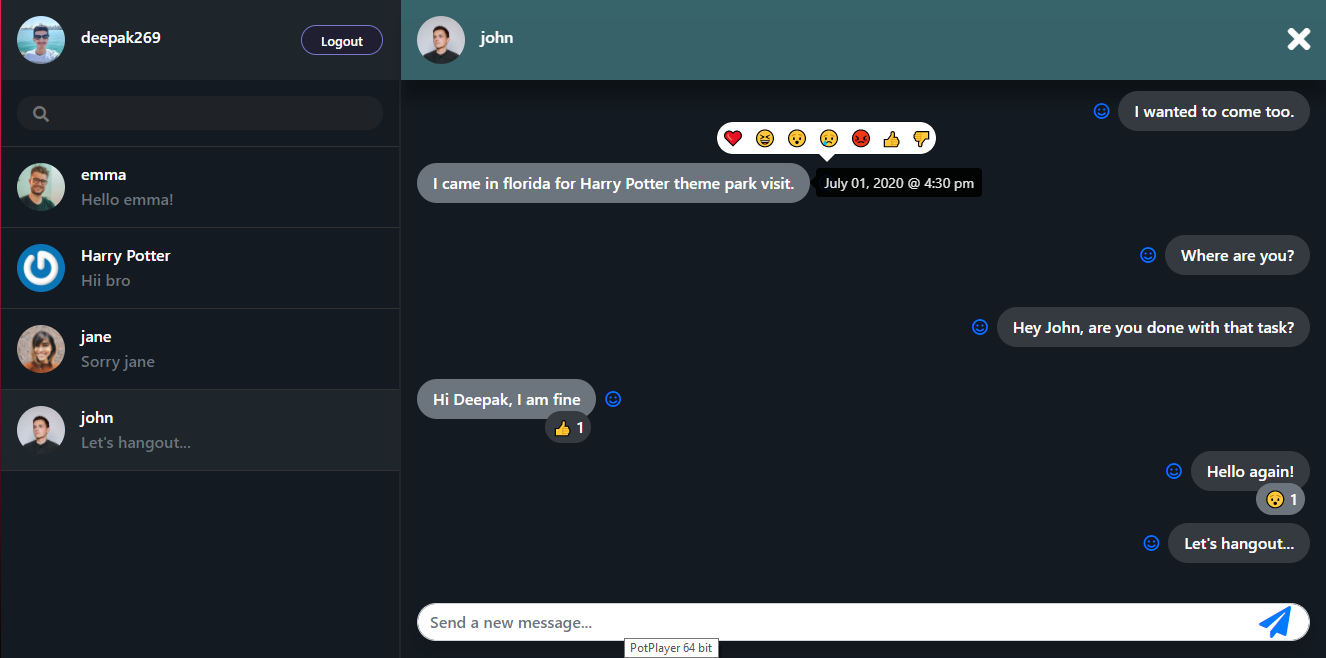 deepak269
Logout
emma
Hello emma!
Harry Potter
Hii bro
jane
Sorry jane
john
Let's hangout...
john
I wanted to come too.
I came in florida for Harry Potter theme park visit.
July 01, 2020 @ 4:30 pm
Where are you?
Hey John, are you done with that task?
Hi Deepak, I am fine
1
Hello again!
1
Let's hangout...
Send a new message...
PotPlayer 64 bit